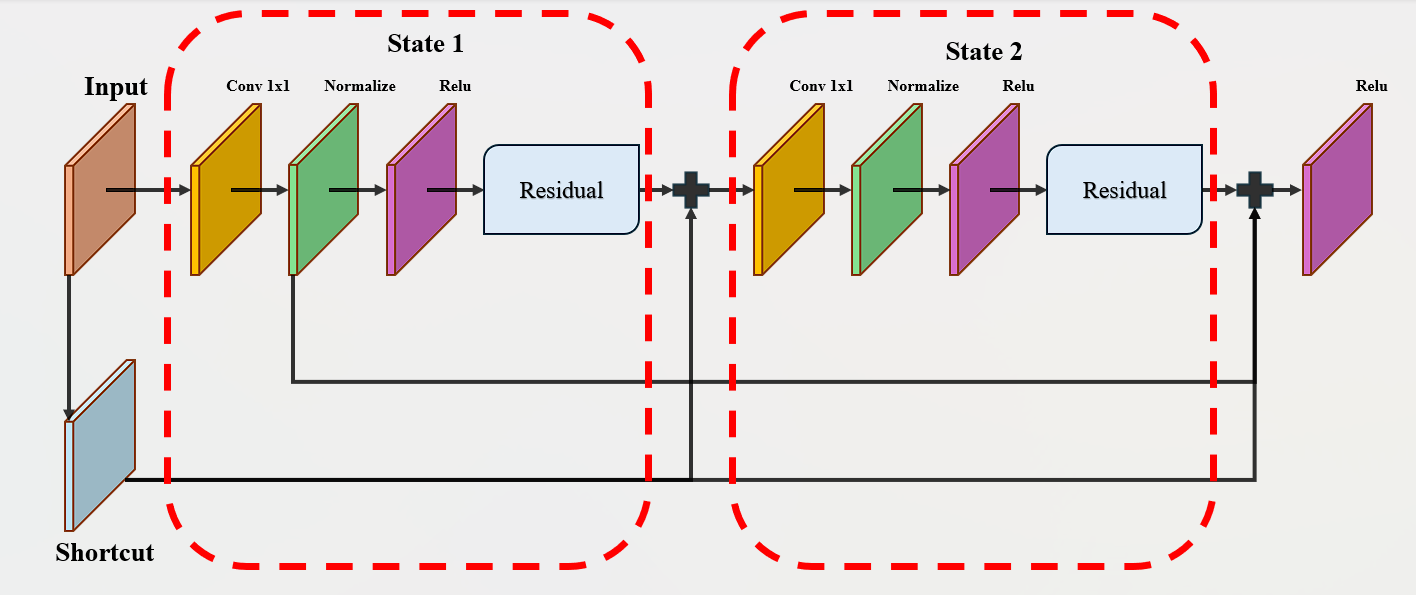 State 1
State 2
Input
Conv 1x1
Normalize
Relu
Conv 1x1
Normalize
Relu
Relu
Residual
Residual
Shortcut